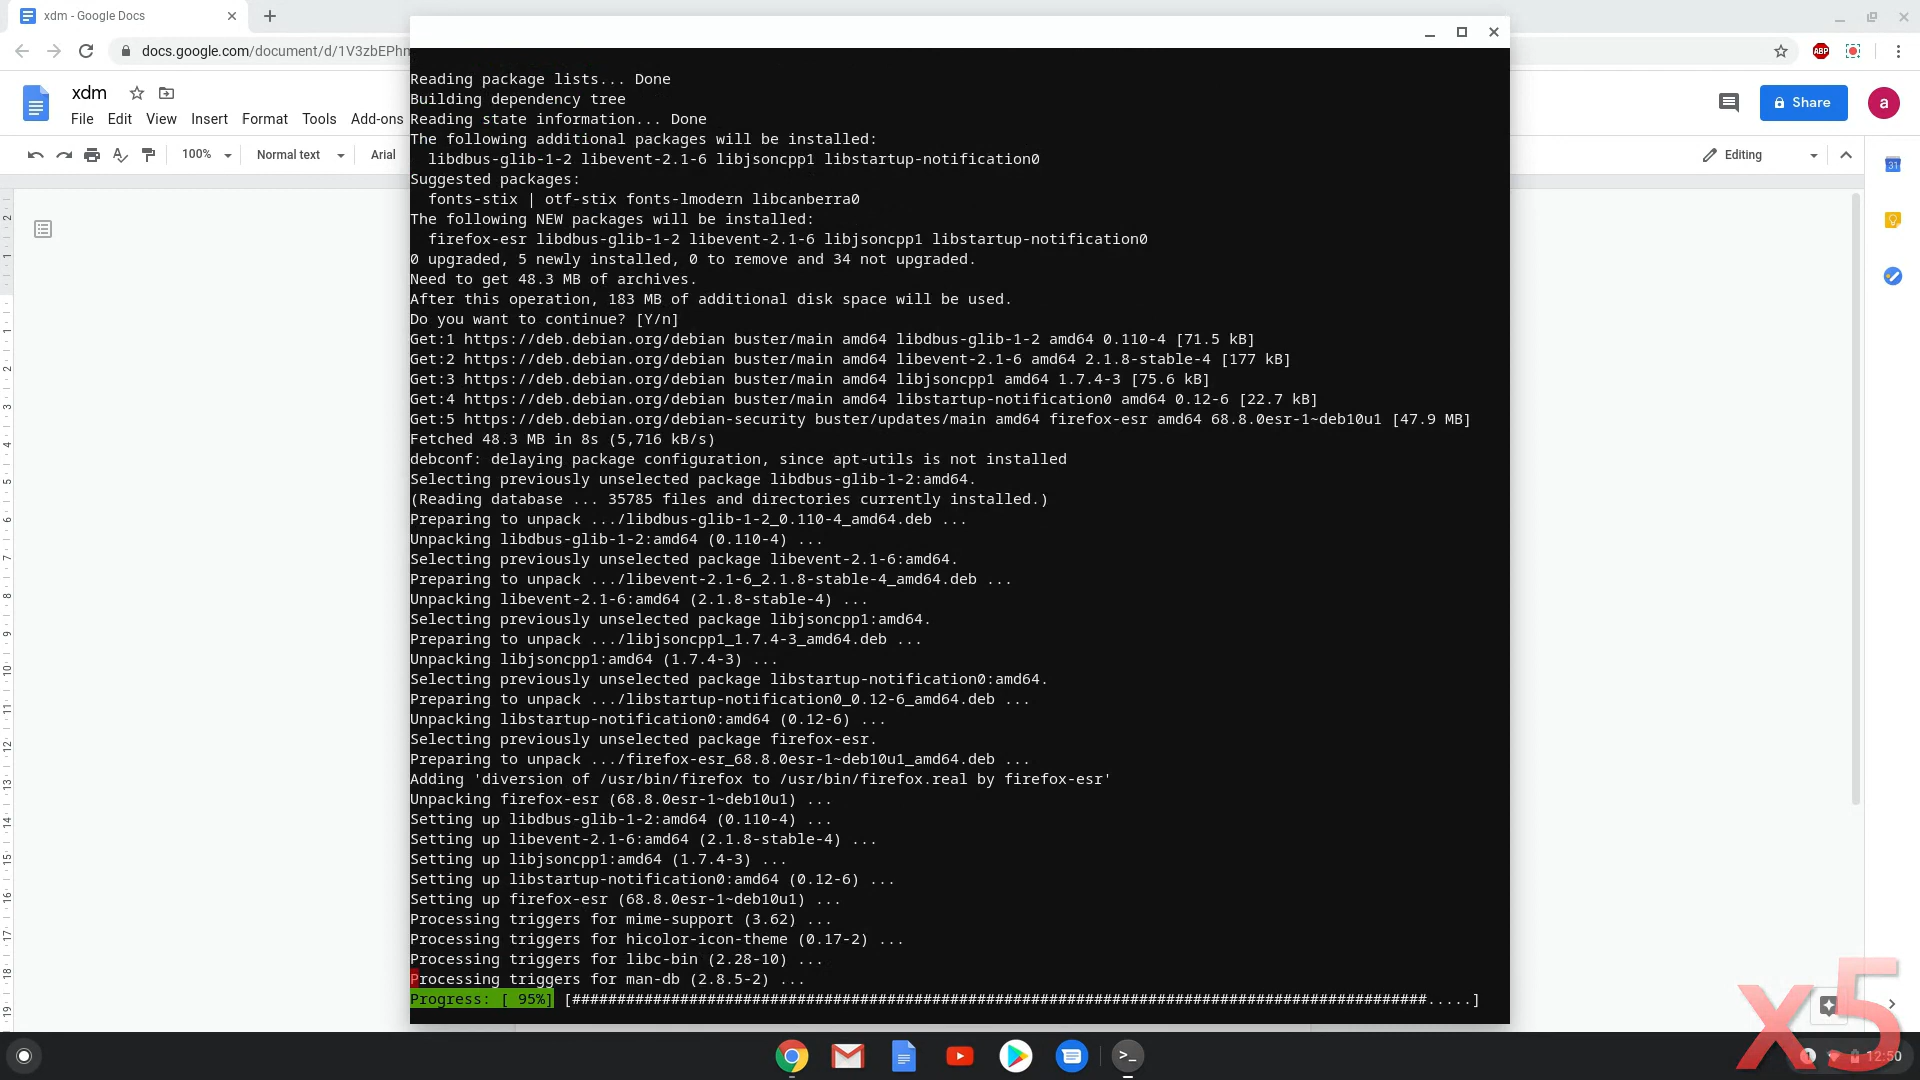 xdm - Google Docs
docs.google.com/document/d/1V3zbEPhn
ABP
xdm
Share
a
File Edit View Insert Format Tools Add-ons
100% Normal text Arial
Editing
31
Reading package lists... Done
Building dependency tree
Reading state information... Done
The following additional packages will be installed:
libdbus-glib-1-2 libevent-2.1-6 libjsoncpp1 libstartup-notification0
Suggested packages:
fonts-stix | otf-stix fonts-lmodern libcanberra0
The following NEW packages will be installed:
firefox-esr libdbus-glib-1-2 libevent-2.1-6 libjsoncpp1 libstartup-notification0
0 upgraded, 5 newly installed, 0 to remove and 34 not upgraded.
Need to get 48.3 MB of archives.
After this operation, 183 MB of additional disk space will be used.
Do you want to continue? [Y/n]
Get:1 https://deb.debian.org/debian buster/main amd64 libdbus-glib-1-2 amd64 0.110-4 [71.5 kB]
Get:2 https://deb.debian.org/debian buster/main amd64 libevent-2.1-6 amd64 2.1.8-stable-4 [177 kB]
Get:3 https://deb.debian.org/debian buster/main amd64 libjsoncpp1 amd64 1.7.4-3 [75.6 kB]
Get:4 https://deb.debian.org/debian buster/main amd64 libstartup-notification0 amd64 0.12-6 [22.7 kB]
Get:5 https://deb.debian.org/debian-security buster/updates/main amd64 firefox-esr amd64 68.8.0esr-1~deb10u1 [47.9 MB]
Fetched 48.3 MB in 8s (5,716 kB/s)
debconf: delaying package configuration, since apt-utils is not installed
Selecting previously unselected package libdbus-glib-1-2:amd64.
(Reading database ... 35785 files and directories currently installed.)
Preparing to unpack .../libdbus-glib-1-2_0.110-4_amd64.deb ...
Unpacking libdbus-glib-1-2:amd64 (0.110-4) ...
Selecting previously unselected package libevent-2.1-6:amd64.
Preparing to unpack .../libevent-2.1-6_2.1.8-stable-4_amd64.deb ...
Unpacking libevent-2.1-6:amd64 (2.1.8-stable-4) ...
Selecting previously unselected package libjsoncpp1:amd64.
Preparing to unpack .../libjsoncpp1_1.7.4-3_amd64.deb ...
Unpacking libjsoncpp1:amd64 (1.7.4-3) ...
Selecting previously unselected package libstartup-notification0:amd64.
Preparing to unpack .../libstartup-notification0_0.12-6_amd64.deb ...
Unpacking libstartup-notification0:amd64 (0.12-6) ...
Selecting previously unselected package firefox-esr.
Preparing to unpack .../firefox-esr_68.8.0esr-1~deb10u1_amd64.deb ...
Adding 'diversion of /usr/bin/firefox to /usr/bin/firefox.real by firefox-esr'
Unpacking firefox-esr (68.8.0esr-1~deb10u1) ...
Setting up libdbus-glib-1-2:amd64 (0.110-4) ...
Setting up libevent-2.1-6:amd64 (2.1.8-stable-4) ...
Setting up libjsoncpp1:amd64 (1.7.4-3) ...
Setting up libstartup-notification0:amd64 (0.12-6) ...
Setting up firefox-esr (68.8.0esr-1~deb10u1) ...
Processing triggers for mime-support (3.62) ...
Processing triggers for hicolor-icon-theme (0.17-2) ...
Processing triggers for libc-bin (2.28-10) ...
Processing triggers for man-db (2.8.5-2) ...
Progress: [ 95%] [###############################################################################################.....]
x5
1 12:50